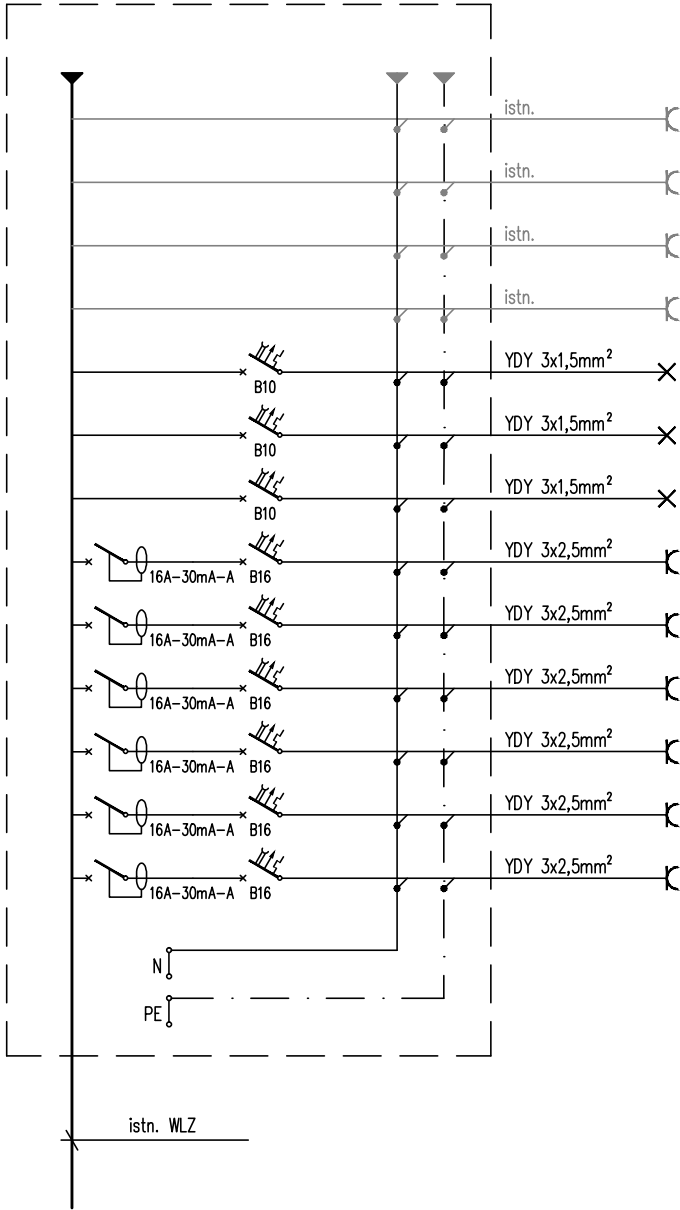 istn.
istn.
istn.
istn.
YDY 3x1,5mm²
B10
YDY 3x1,5mm²
B10
YDY 3x1,5mm²
B10
YDY 3x2,5mm²
16A-30mA-A B16
YDY 3x2,5mm²
16A-30mA-A B16
YDY 3x2,5mm²
16A-30mA-A B16
YDY 3x2,5mm²
16A-30mA-A B16
YDY 3x2,5mm²
16A-30mA-A B16
YDY 3x2,5mm²
16A-30mA-A B16
N
PE
istn. WLZ